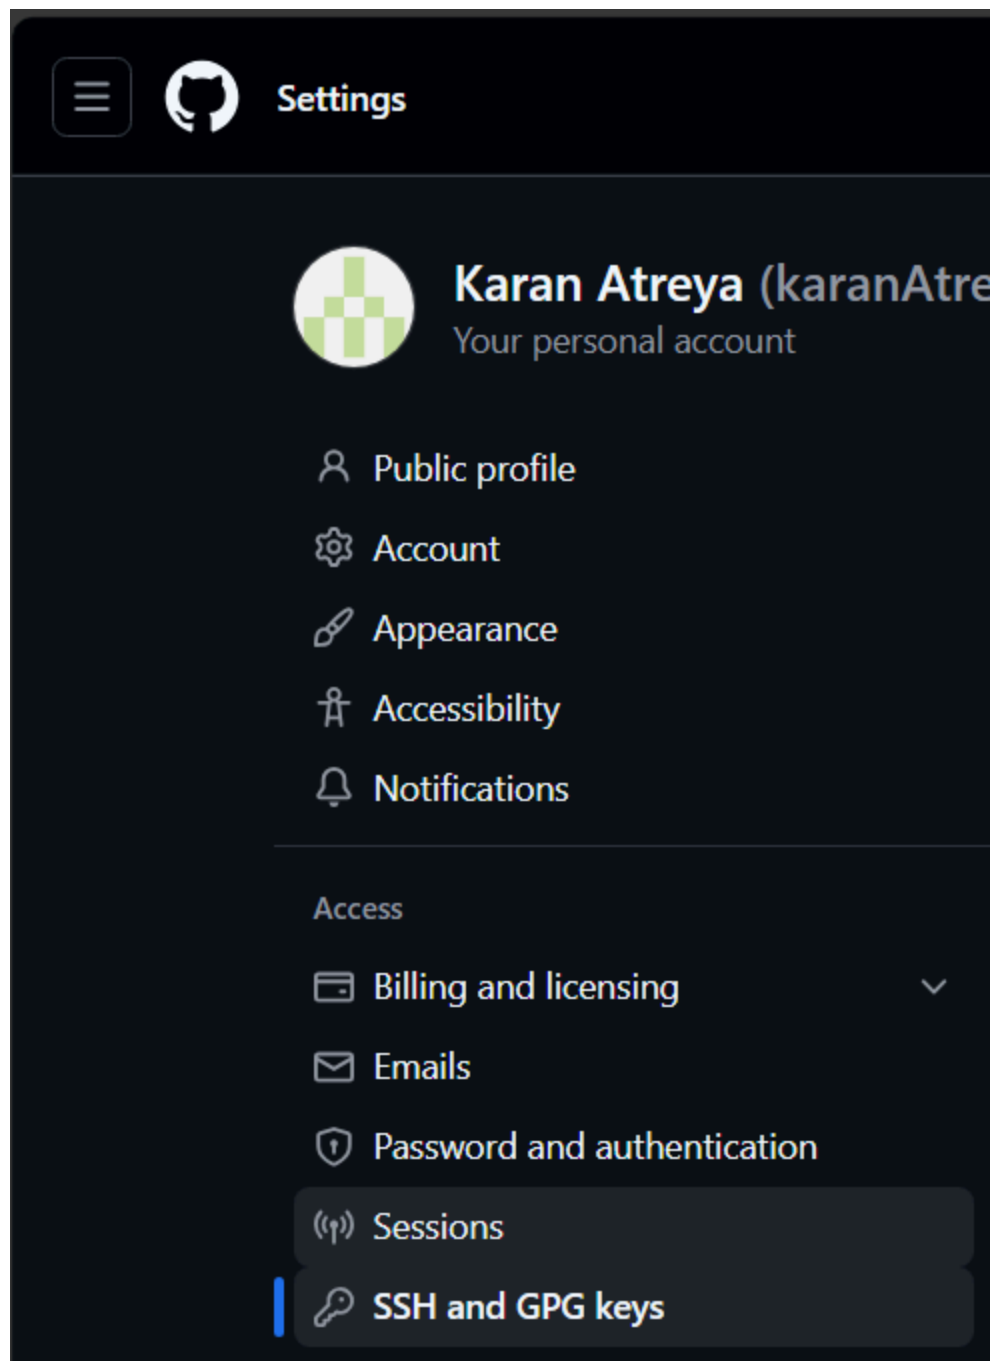 Settings
Karan Atreya (karanAtre
Your personal account
Public profile
Account
Appearance
Accessibility
Notifications
Access
Billing and licensing
Emails
Password and authentication
Sessions
SSH and GPG keys